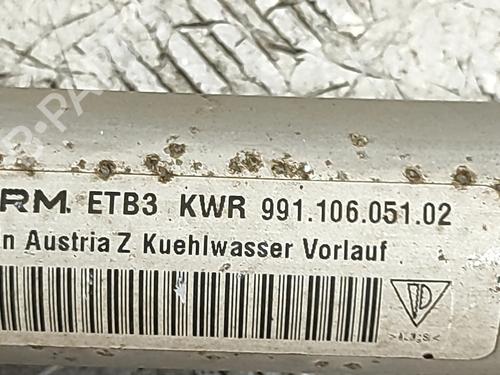 RM. ETB3 KWR 991.106.051.02
n Austria Z Kuehlwasser Vorlauf